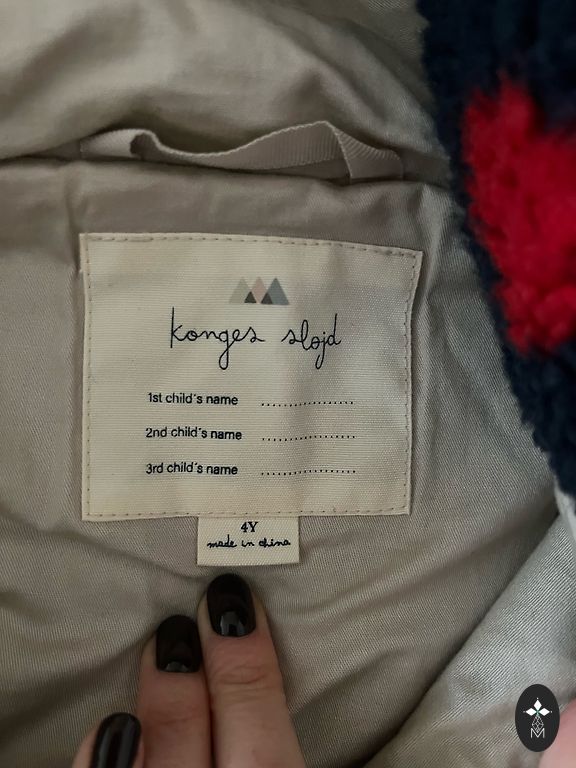 konges sløjd
1st child's name ....................
2nd child's name ....................
3rd child's name ....................
4Y
made in china
M